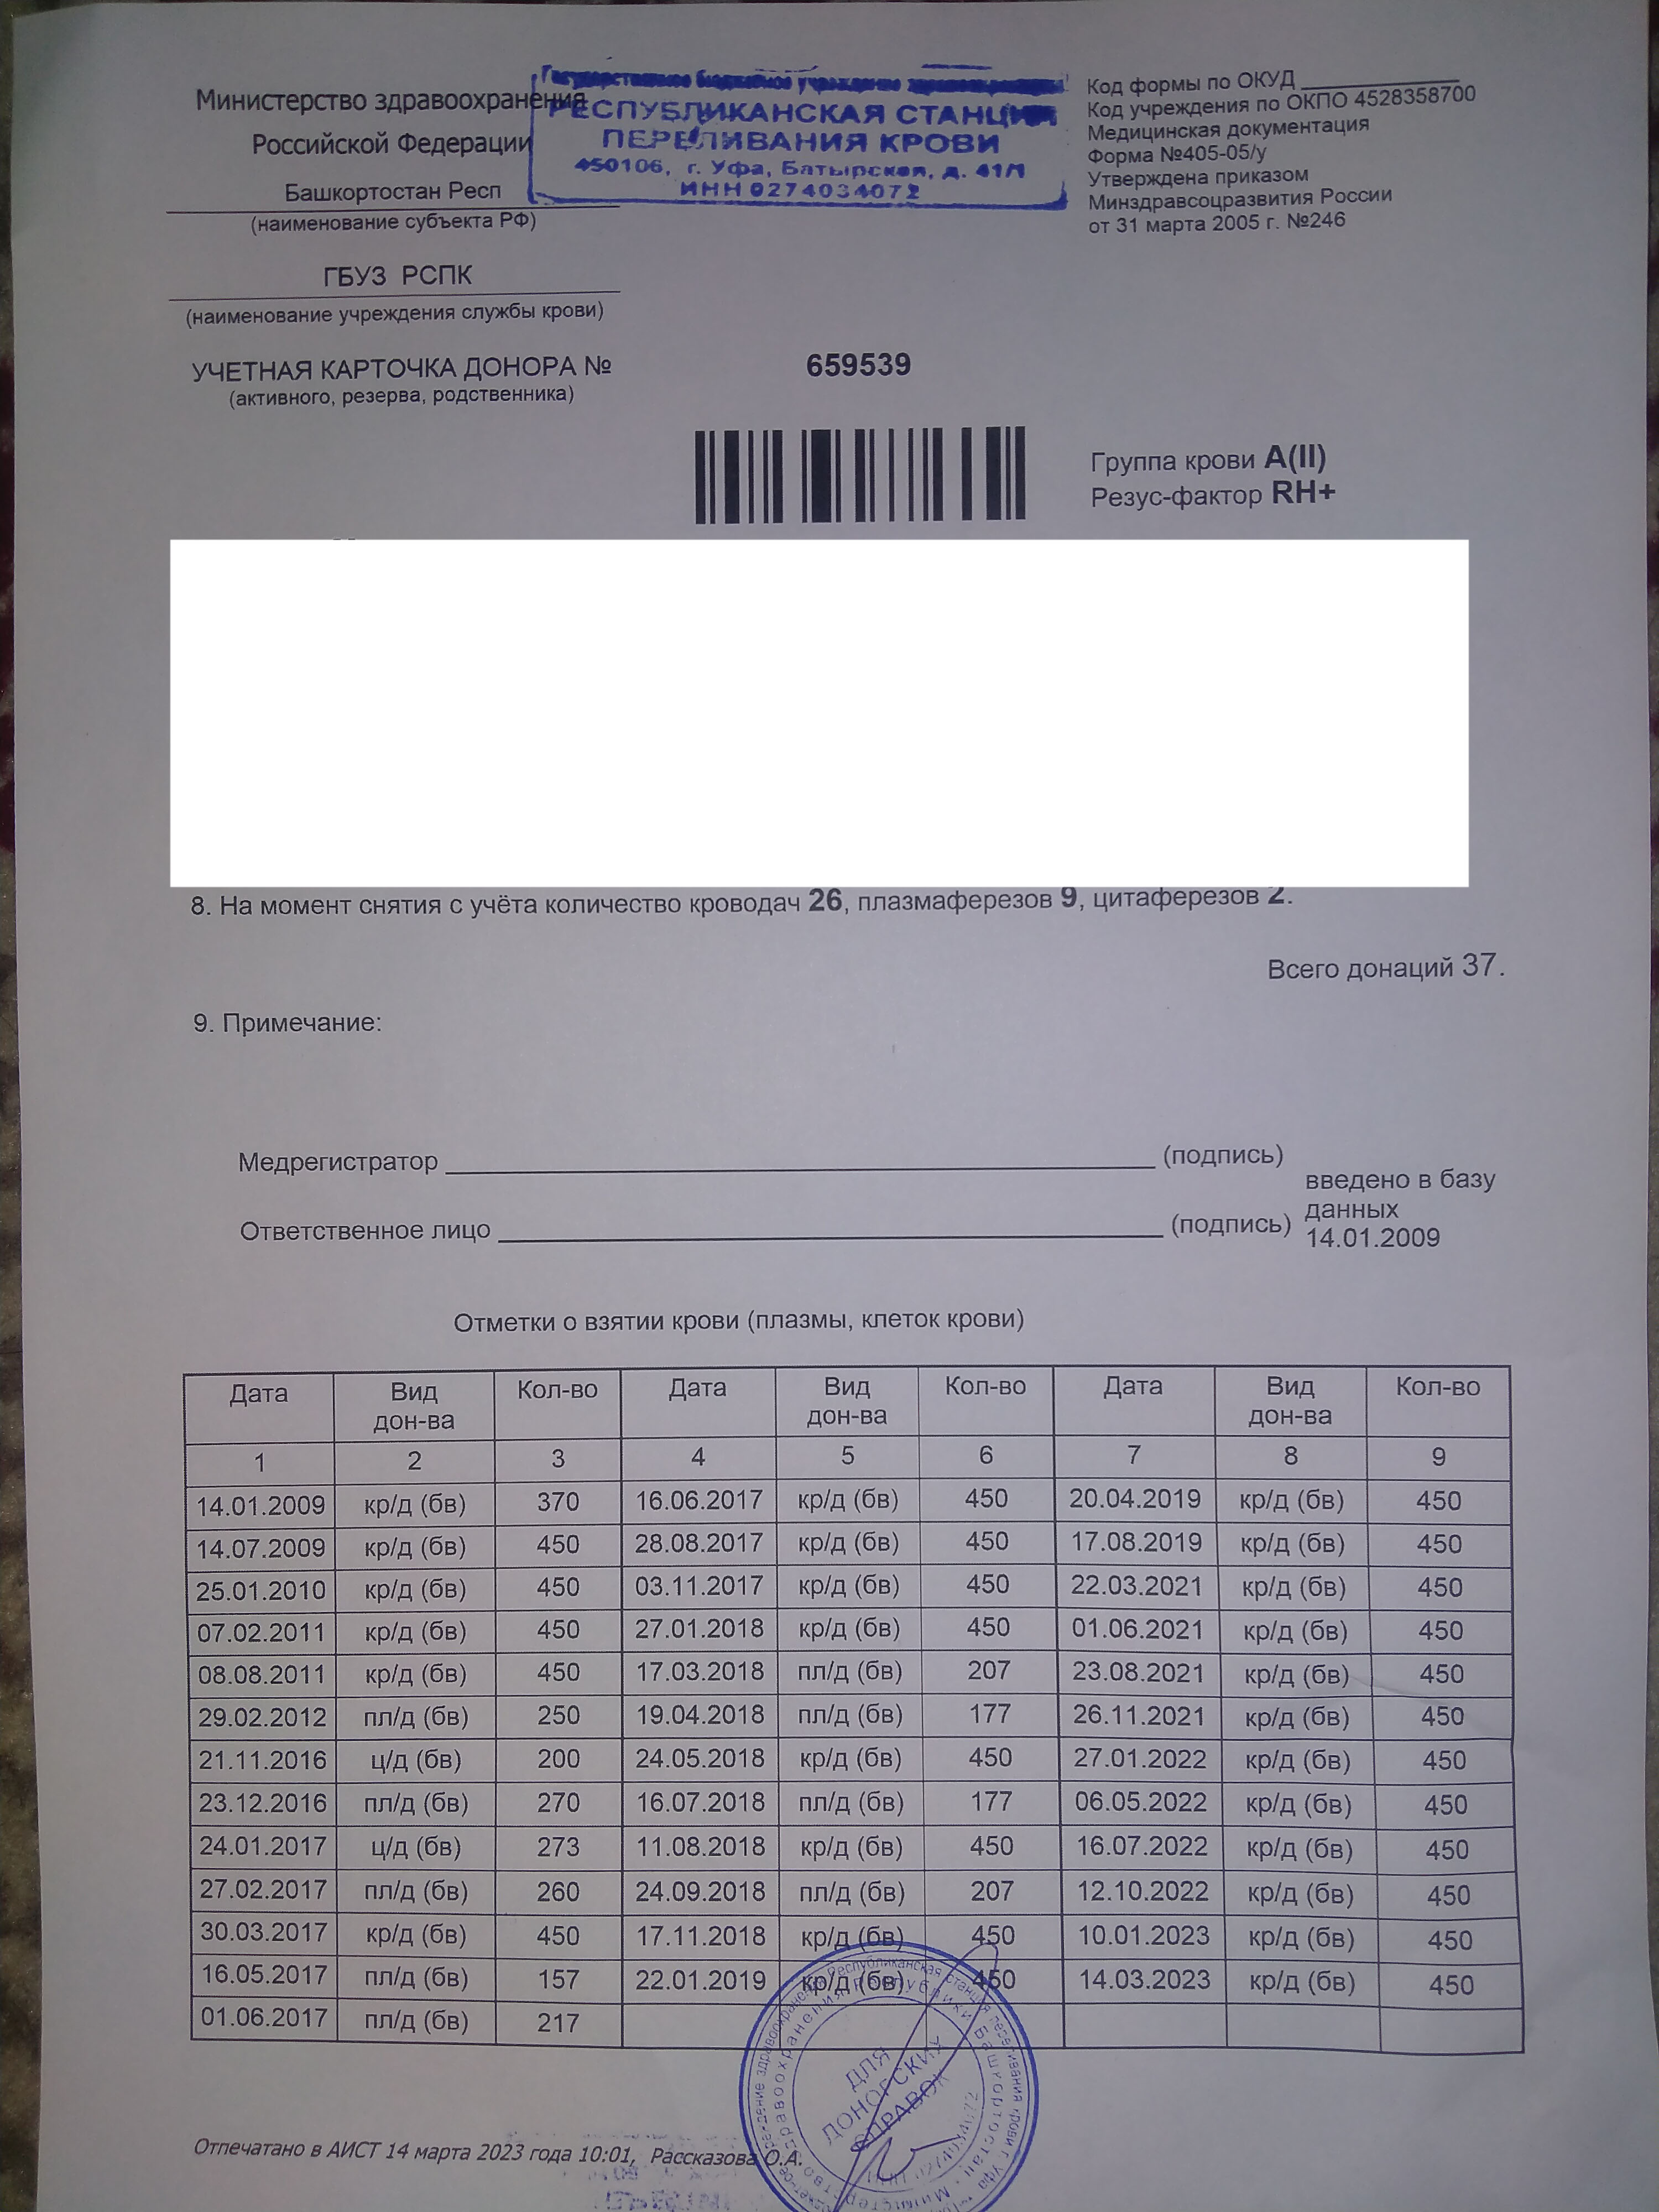 Министерство здравоохранения
Российской Федерации
Башкортостан Респ
(наименование субъекта РФ)
ГБУЗ РСПК
(наименование учреждения службы крови)
Государственное бюджетное учреждение здравоохранения
РЕСПУБЛИКАНСКАЯ СТАНЦИЯ
ПЕРЕЛИВАНИЯ КРОВИ
450106, г. Уфа, Батырская, д. 41/1
ИНН 0274034072
Код формы по ОКУД
Код учреждения по ОКПО 4528358700
Медицинская документация
Форма №405-05/у
Утверждена приказом
Минздравсоцразвития России
от 31 марта 2005 г. №246
УЧЕТНАЯ КАРТОЧКА ДОНОРА № 659539
(активного, резерва, родственника)
Группа крови A(II)
Резус-фактор RH+
8. На момент снятия с учёта количество кроводач 26, плазмаферезов 9, цитаферезов 2.
Всего донаций 37.
9. Примечание:
Медрегистратор (подпись)
Ответственное лицо (подпись)
введено в базу
данных
14.01.2009
Отметки о взятии крови (плазмы, клеток крови)
Дата Вид дон-ва Кол-во Дата Вид дон-ва Кол-во Дата Вид дон-ва Кол-во
1 2 3 4 5 6 7 8 9
14.01.2009 кр/д (бв) 370 16.06.2017 кр/д (бв) 450 20.04.2019 кр/д (бв) 450
14.07.2009 кр/д (бв) 450 28.08.2017 кр/д (бв) 450 17.08.2019 кр/д (бв) 450
25.01.2010 кр/д (бв) 450 03.11.2017 кр/д (бв) 450 22.03.2021 кр/д (бв) 450
07.02.2011 кр/д (бв) 450 27.01.2018 кр/д (бв) 450 01.06.2021 кр/д (бв) 450
08.08.2011 кр/д (бв) 450 17.03.2018 пл/д (бв) 207 23.08.2021 кр/д (бв) 450
29.02.2012 пл/д (бв) 250 19.04.2018 пл/д (бв) 177 26.11.2021 кр/д (бв) 450
21.11.2016 ц/д (бв) 200 24.05.2018 кр/д (бв) 450 27.01.2022 кр/д (бв) 450
23.12.2016 пл/д (бв) 270 16.07.2018 пл/д (бв) 177 06.05.2022 кр/д (бв) 450
24.01.2017 ц/д (бв) 273 11.08.2018 кр/д (бв) 450 16.07.2022 кр/д (бв) 450
27.02.2017 пл/д (бв) 260 24.09.2018 пл/д (бв) 207 12.10.2022 кр/д (бв) 450
30.03.2017 кр/д (бв) 450 17.11.2018 кр/д (бв) 450 10.01.2023 кр/д (бв) 450
16.05.2017 пл/д (бв) 157 22.01.2019 кр/д (бв) 450 14.03.2023 кр/д (бв) 450
01.06.2017 пл/д (бв) 217
ДЛЯ
ДОНОРСКИХ
СПРАВОК
Отпечатано в АИСТ 14 марта 2023 года 10:01, Рассказова О.А.